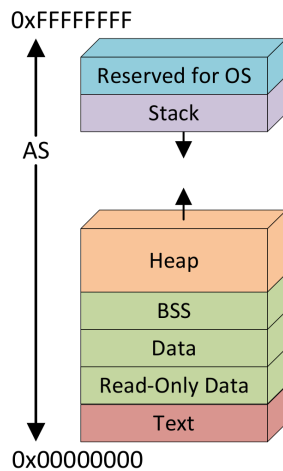 0xFFFFFFFF
Reserved for OS
Stack
AS
Heap
BSS
Data
Read-Only Data
Text
0x00000000